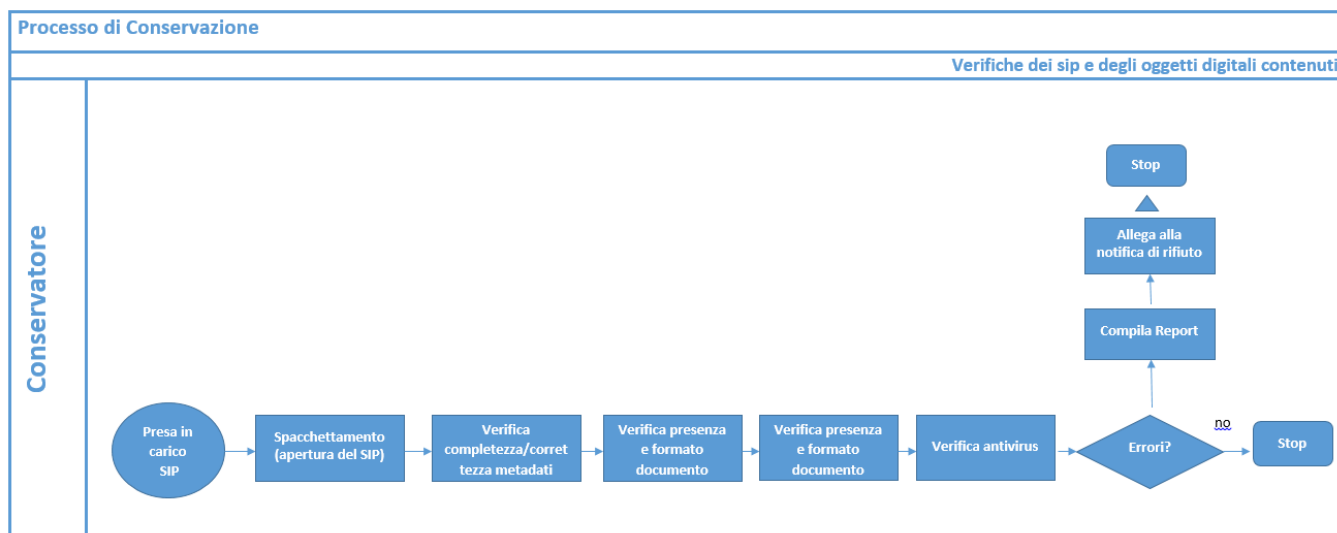 Processo di Conservazione
Verifiche dei sip e degli oggetti digitali contenuti
Conservatore
Stop
Allega alla
notifica di rifiuto
Compila Report
Presa in
carico
SIP
Spacchettamento
(apertura del SIP)
Verifica
completezza/corret
tezza metadati
Verifica presenza
e formato
documento
Verifica presenza
e formato
documento
Verifica antivirus
Errori?
no
Stop